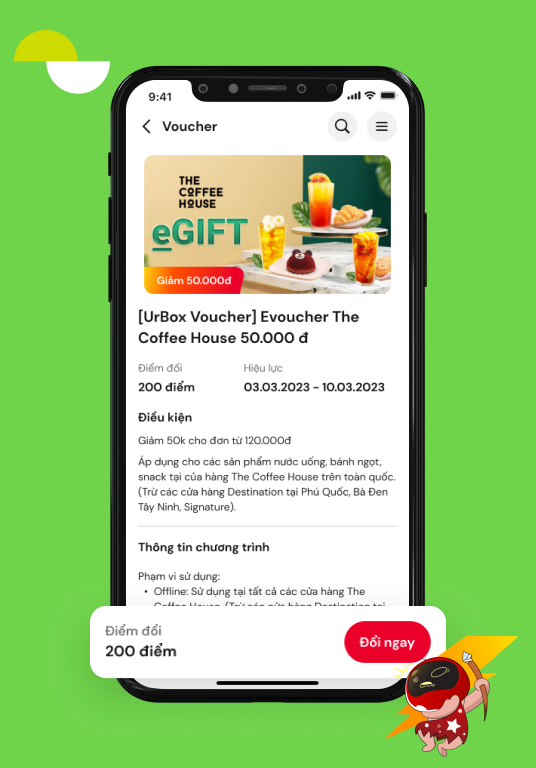 9:41
Voucher
THE
COFFEE
HOUSE
eGIFT
Giảm 50.000đ
[UrBox Voucher] Evoucher The
Coffee House 50.000 đ
Điểm đổi
Hiệu lực
200 điểm
03.03.2023 - 10.03.2023
Điều kiện
Giảm 50k cho đơn từ 120.000đ
Áp dụng cho các sản phẩm nước uống, bánh ngọt,
snack tại của hàng The Coffee House trên toàn quốc.
(Trừ các cửa hàng Destination tại Phú Quốc, Bà Đen
Tây Ninh, Signature).
Thông tin chương trình
Phạm vi sử dụng:
• Offline: Sử dụng tại tất cả các cửa hàng The
Coffee House. (Trừ các cửa hàng Destination tại
Điểm đổi
200 điểm
Đổi ngay